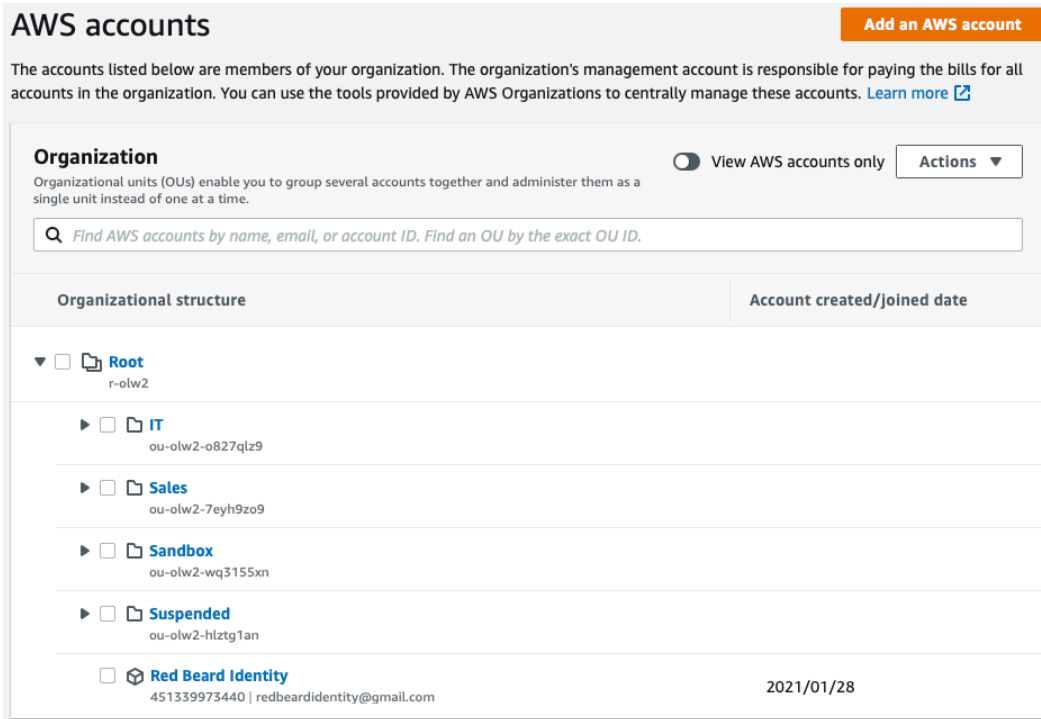 AWS accounts
Add an AWS account
The accounts listed below are members of your organization. The organization's management account is responsible for paying the bills for all
accounts in the organization. You can use the tools provided by AWS Organizations to centrally manage these accounts. Learn more
Organization
View AWS accounts only
Actions
Organizational units (OUs) enable you to group several accounts together and administer them as a
single unit instead of one at a time.
Find AWS accounts by name, email, or account ID. Find an OU by the exact OU ID.
Organizational structure
Account created/joined date
Root
r-olw2
IT
ou-olw2-o827qlz9
Sales
ou-olw2-7eyh9zo9
Sandbox
ou-olw2-wq3155xn
Suspended
ou-olw2-hlztg1an
Red Beard Identity
451339973440 | redbeardidentity@gmail.com
2021/01/28